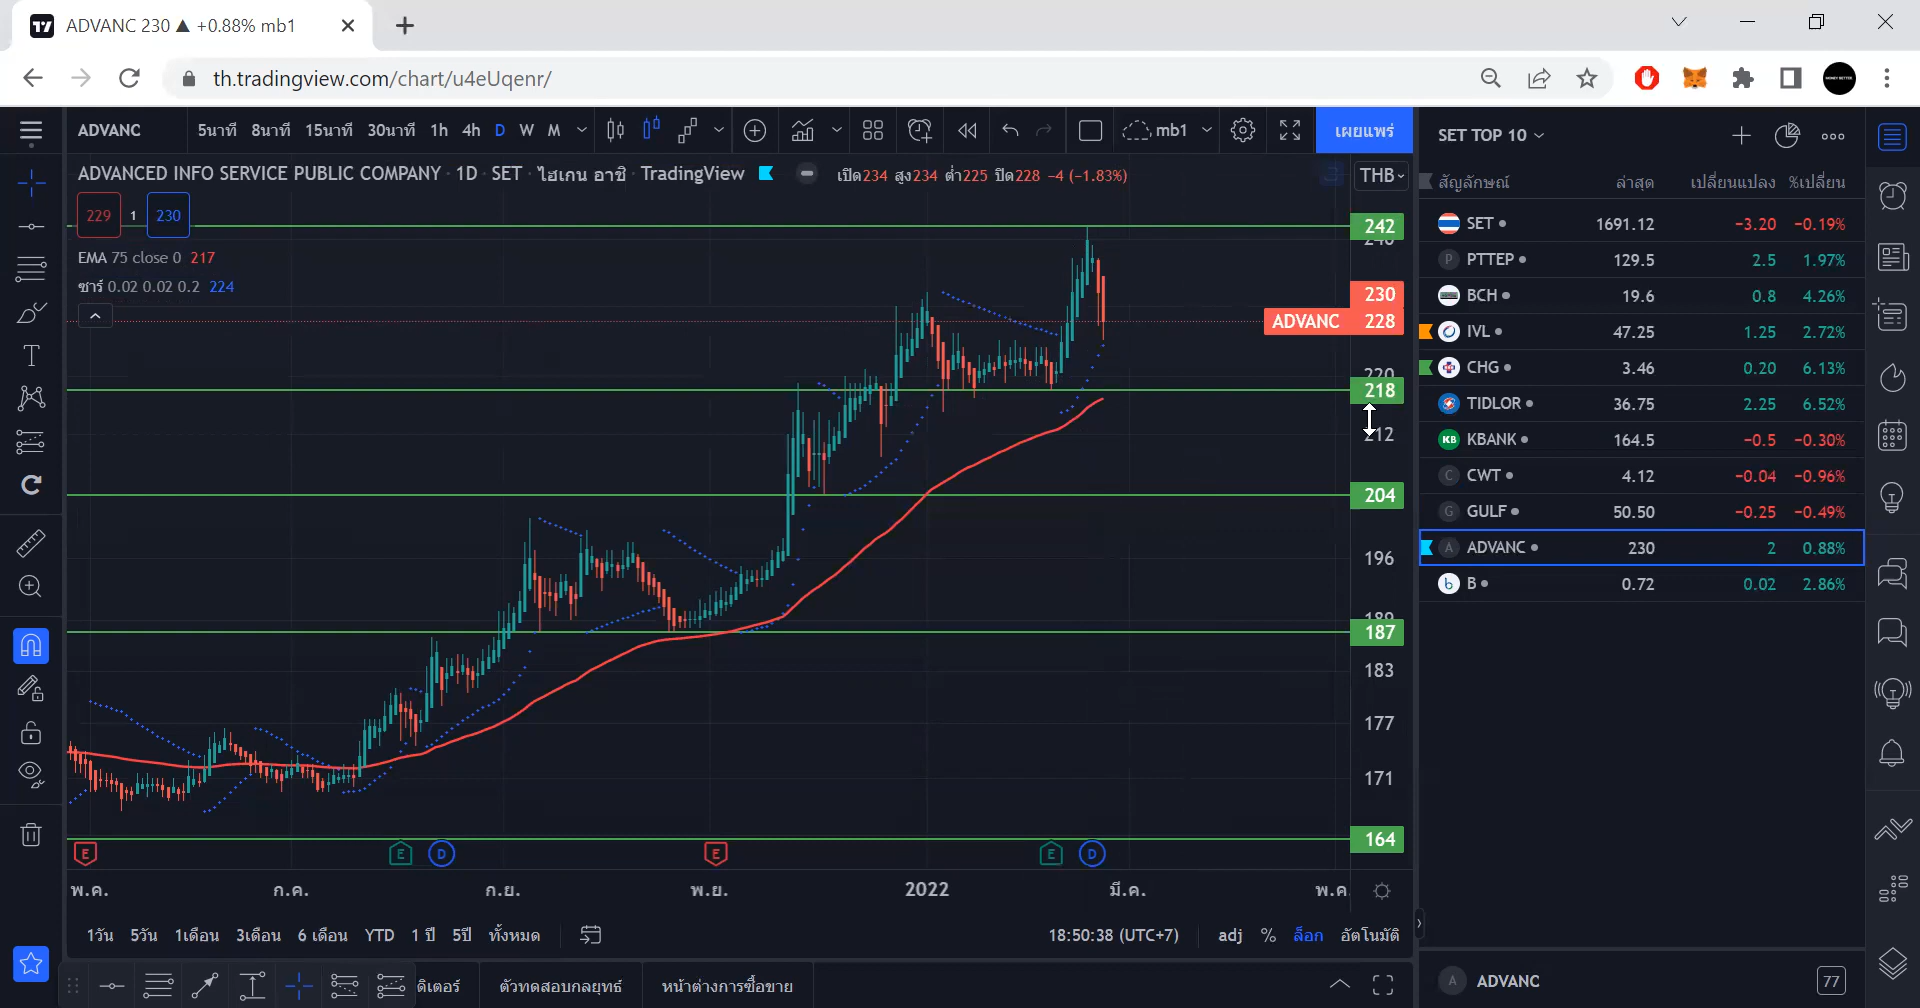 ADVANC 230 ▲ +0.88% mb1
th.tradingview.com/chart/u4eUqenr/
ADVANC 5นาที 8นาที 15นาที 30นาที 1h 4h D W M mb1 เผยแพร่
ADVANCED INFO SERVICE PUBLIC COMPANY · 1D · SET · ไฮเกน อาชิ · TradingView เปิด234 สูง234 ต่ำ225 ปิด228 −4 (−1.83%)
THB
229 1 230
EMA 75 close 0 217
ซาร์ 0.02 0.02 0.2 224
242
240
230
ADVANC 228
220
218
212
204
196
189
187
183
177
171
164
E E D E E D
พ.ค. ก.ค. ก.ย. พ.ย. 2022 มี.ค. พ.ค.
1วัน 5วัน 1เดือน 3เดือน 6 เดือน YTD 1 ปี 5ปี ทั้งหมด 18:50:38 (UTC+7) adj % ล็อก อัตโนมัติ
ดิเตอร์ ตัวทดสอบกลยุทธ์ หน้าต่างการซื้อขาย
SET TOP 10
สัญลักษณ์ ล่าสุด เปลี่ยนแปลง %เปลี่ยน
SET 1691.12 −3.20 −0.19%
P PTTEP 129.5 2.5 1.97%
BCH 19.6 0.8 4.26%
IVL 47.25 1.25 2.72%
CHG 3.46 0.20 6.13%
TIDLOR 36.75 2.25 6.52%
KB KBANK 164.5 −0.5 −0.30%
C CWT 4.12 −0.04 −0.96%
G GULF 50.50 −0.25 −0.49%
A ADVANC 230 2 0.88%
b B 0.72 0.02 2.86%
A ADVANC 77